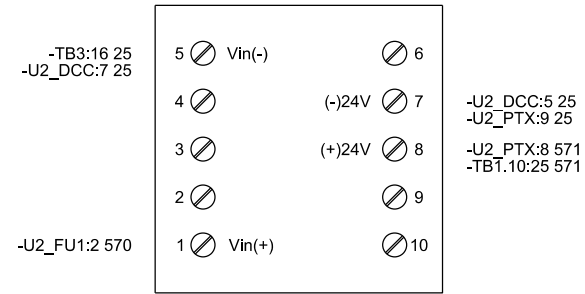 -TB3:16 25
-U2_DCC:7 25
5 Vin(-)
6
4
(-)24V 7
-U2_DCC:5 25
-U2_PTX:9 25
3
(+)24V 8
-U2_PTX:8 571
-TB1.10:25 571
2
9
-U2_FU1:2 570
1 Vin(+)
10